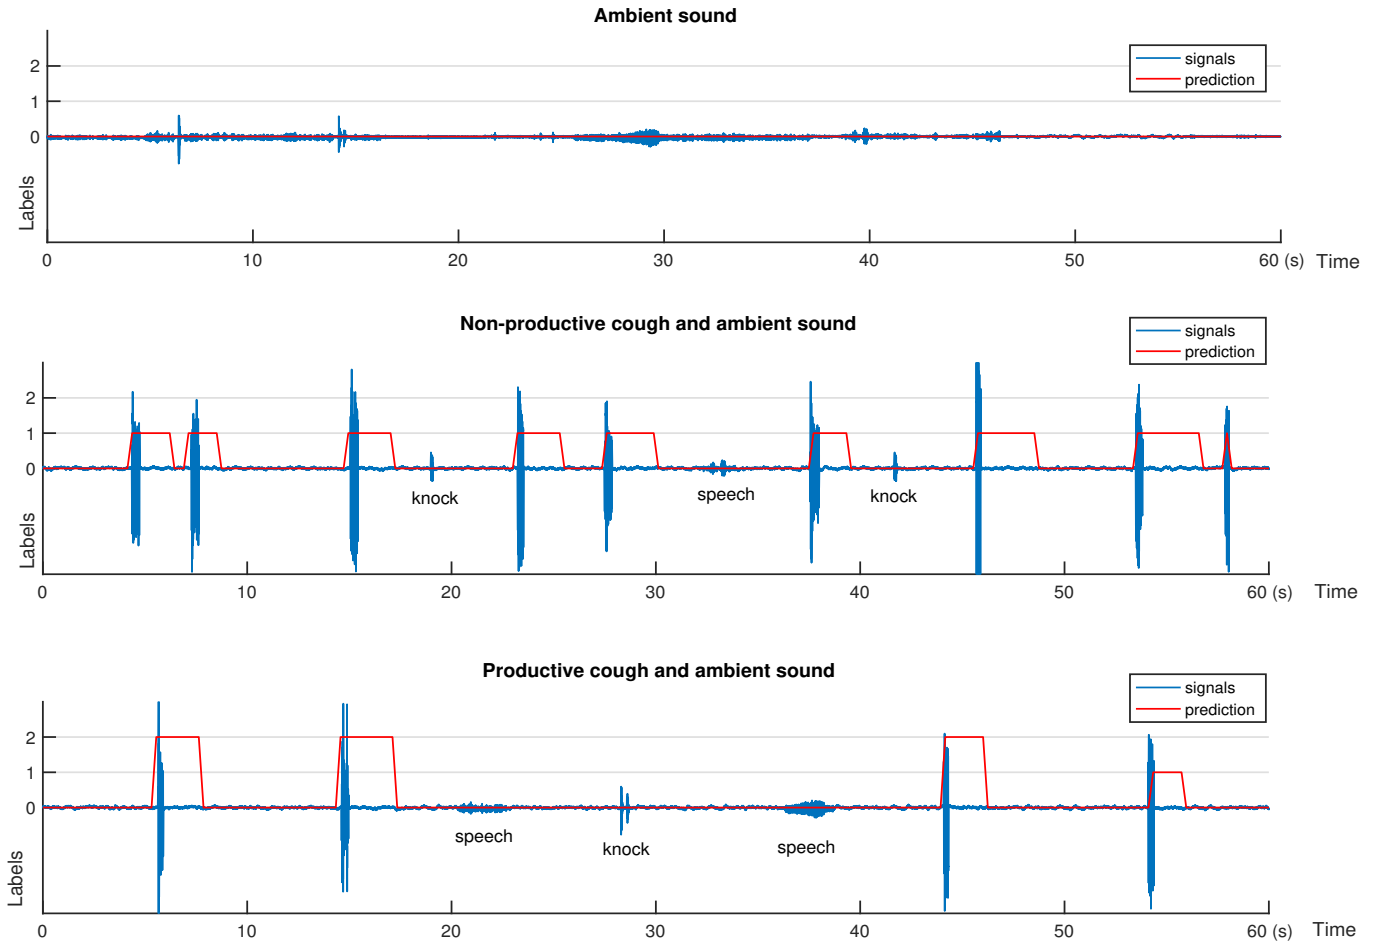 Ambient sound
signals
prediction
2
1
0
Labels
0 10 20 30 40 50 60 (s) Time
Non-productive cough and ambient sound
signals
prediction
2
1
0
knock speech knock
Labels
0 10 20 30 40 50 60 (s) Time
Productive cough and ambient sound
signals
prediction
2
1
0
speech knock speech
Labels
0 10 20 30 40 50 60 (s) Time